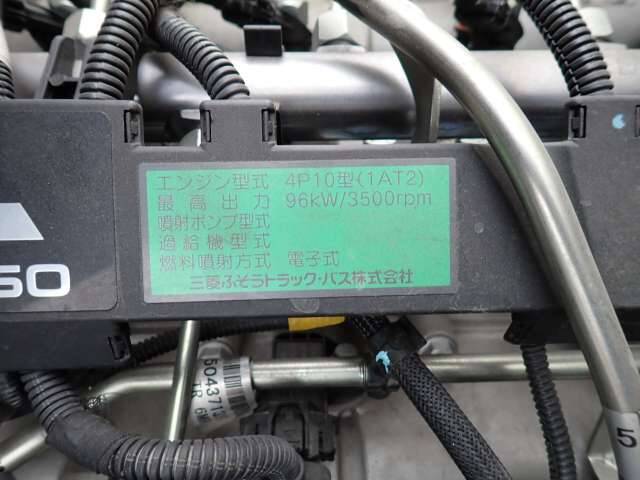 エンジン型式 4P10型(1AT2)
最高出力 96kW/3500rpm
噴射ポンプ型式
過給機型式
燃料噴射方式 電子式
三菱ふそうトラック・バス株式会社
50
504371
5